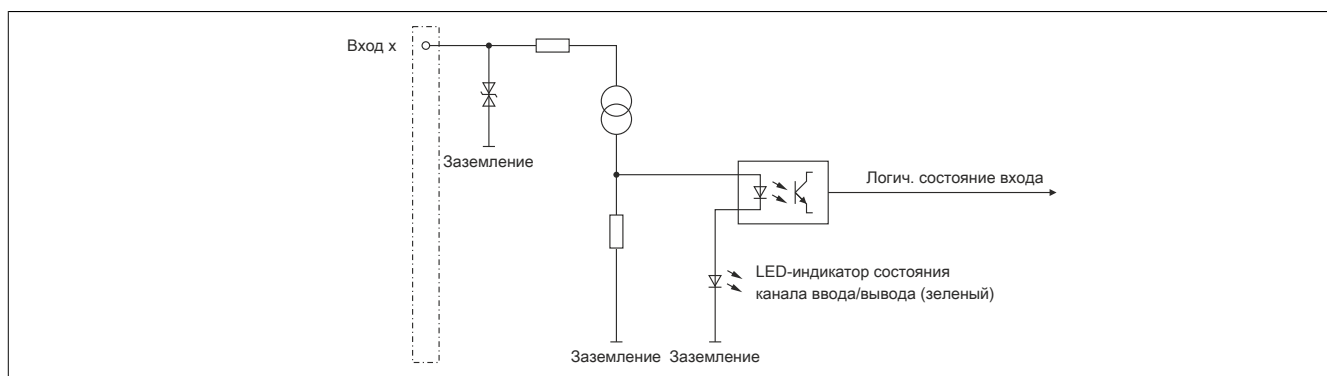 Вход x
Заземление
Логич. состояние входа
LED-индикатор состояния
канала ввода/вывода (зеленый)
Заземление
Заземление